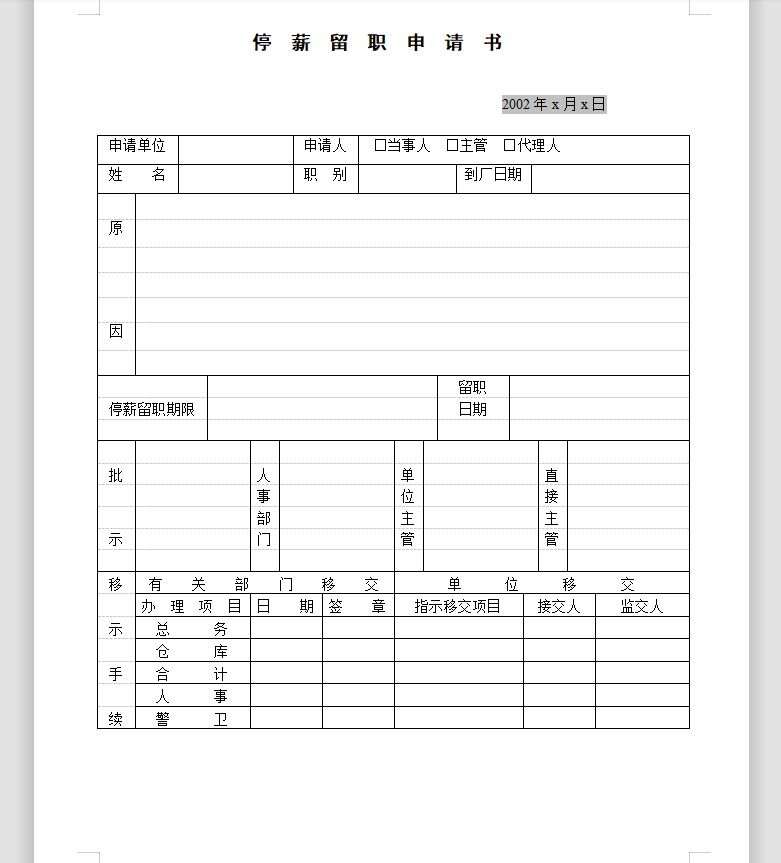 停 薪 留 职 申 请 书
2002 年 x 月 x 日
申请单位 申请人 □当事人 □主管 □代理人
姓 名 职 别 到厂日期
原
因
停薪留职期限 留职日期
批示 人事部门 单位主管 直接主管
移 有 关 部 门 移 交 单 位 移 交
办 理 项 目 日 期 签 章 指示移交项目 接交人 监交人
示 总 务
仓 库
手 合 计
人 事
续 警 卫